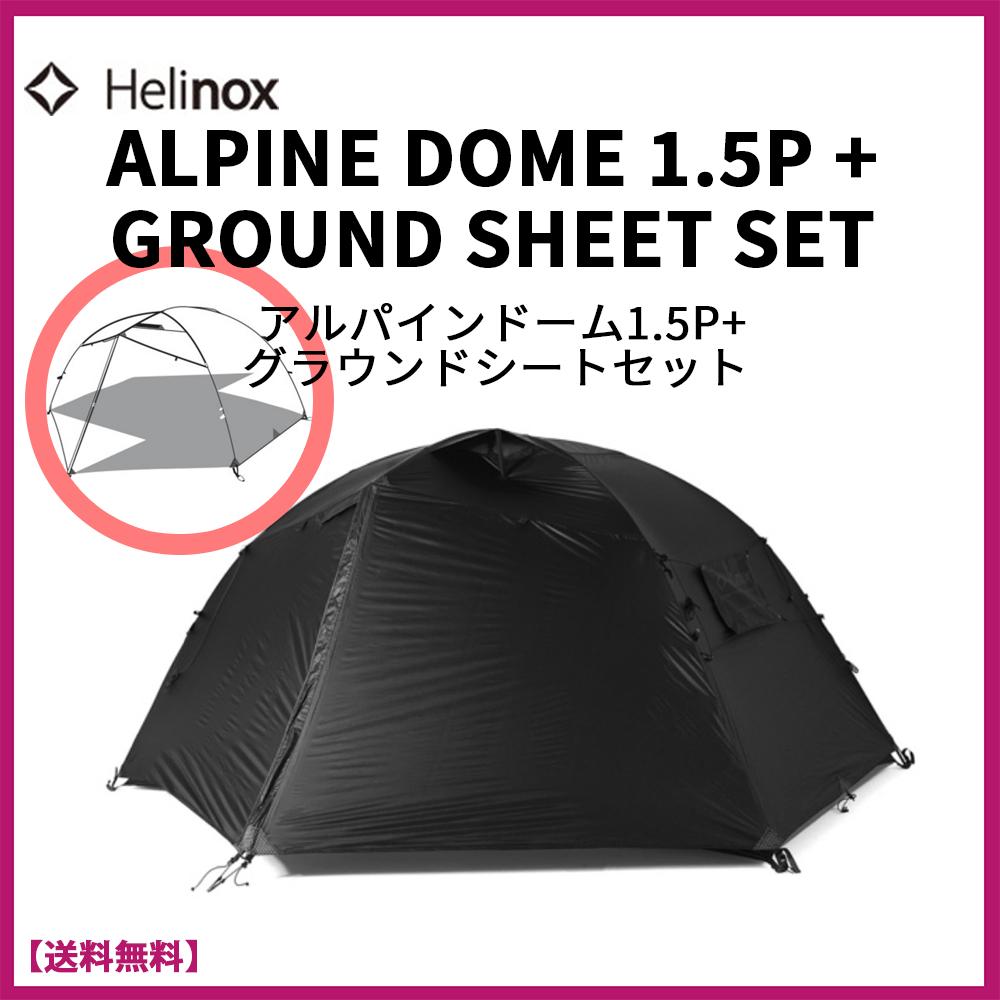 Helinox
ALPINE DOME 1.5P +
GROUND SHEET SET
アルパインドーム1.5P+
グラウンドシートセット
【送料無料】